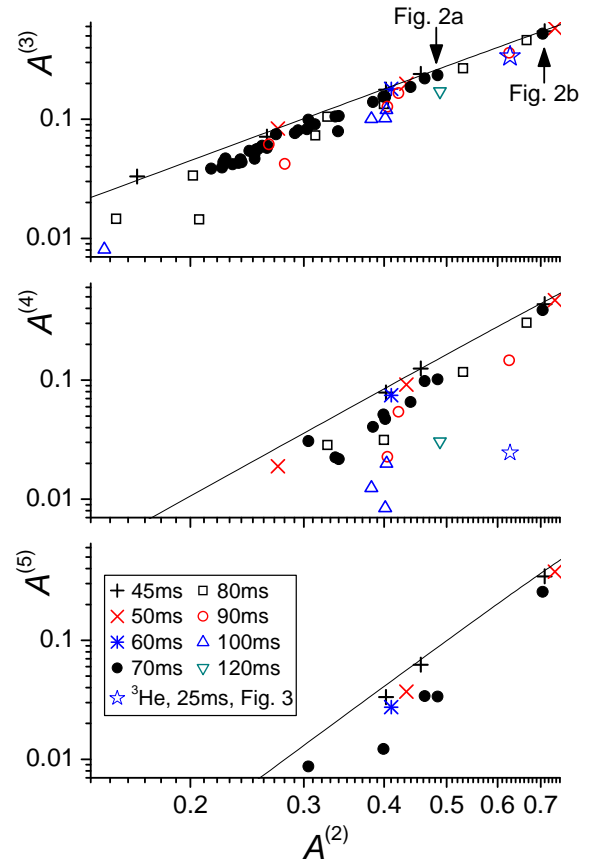 Fig. 2a
A(3)
0.1
0.01
Fig. 2b
A(4)
0.1
0.01
A(5)
0.1
0.01
45ms 80ms
50ms 90ms
60ms 100ms
70ms 120ms
³He, 25ms, Fig. 3
0.2 0.3 0.4 0.5 0.6 0.7
A(2)